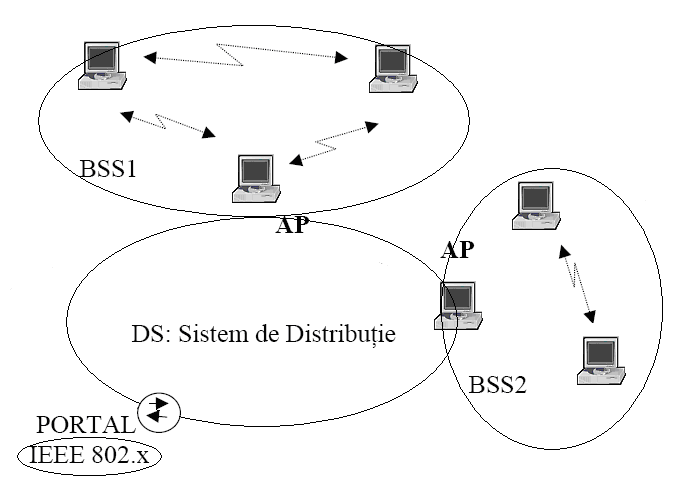 BSS1
AP
AP
DS: Sistem de Distribuție
BSS2
PORTAL
IEEE 802.x